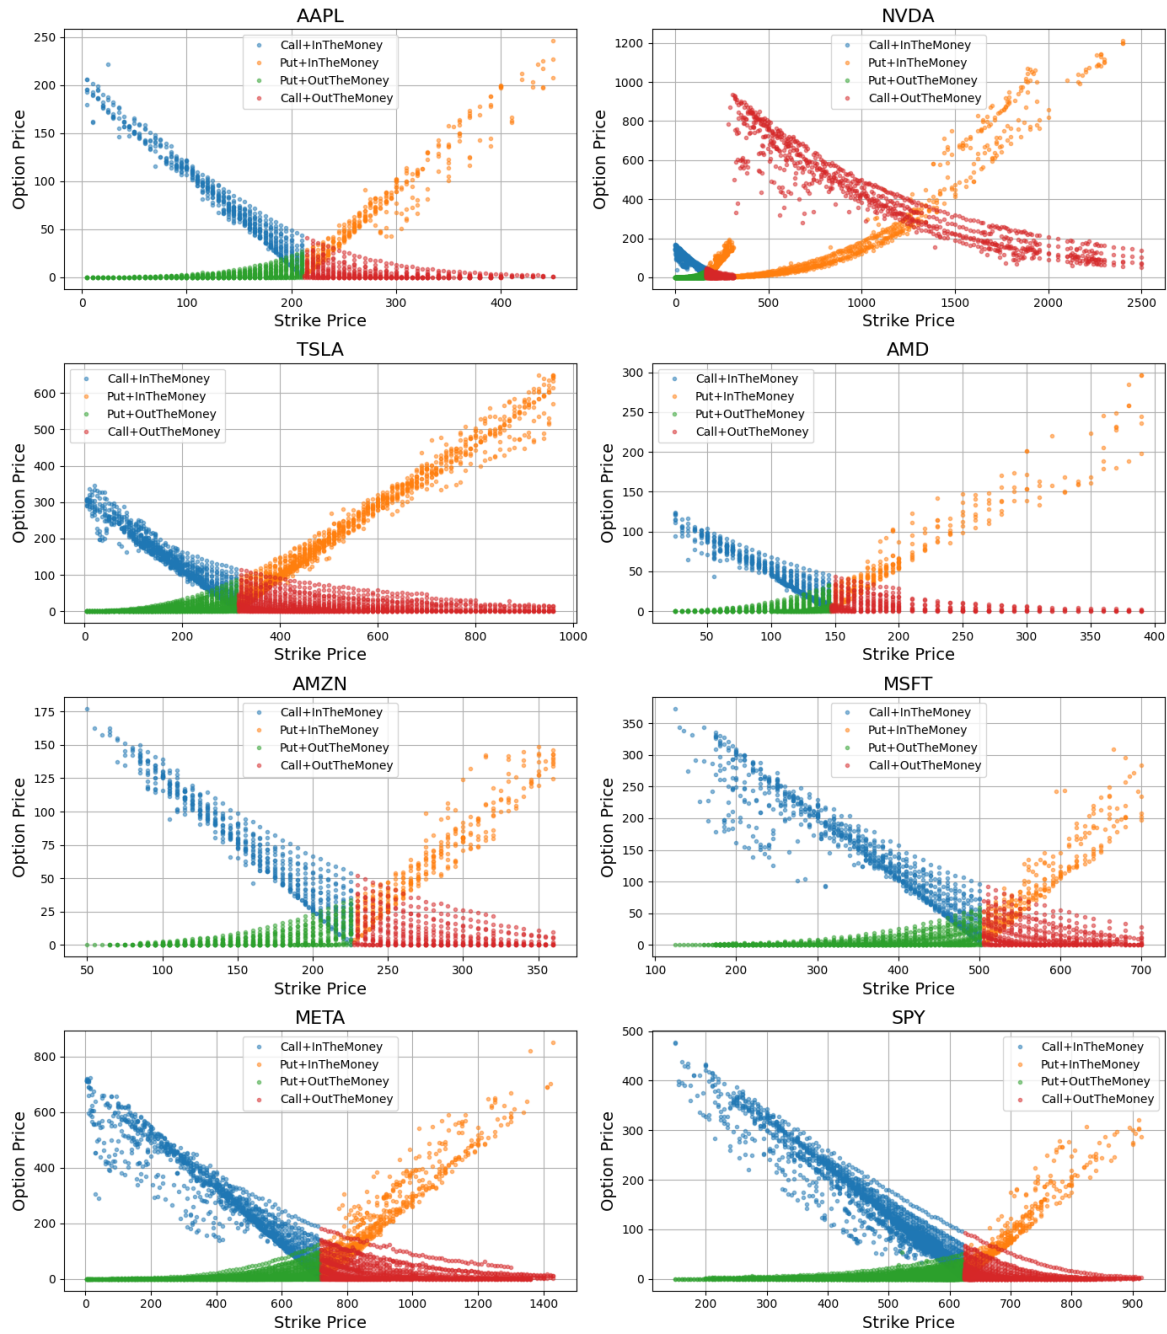 AAPL
Option Price
250
200
150
100
50
0
Call+InTheMoney
Put+InTheMoney
Put+OutTheMoney
Call+OutTheMoney
0 100 200 300 400
Strike Price
NVDA
Option Price
1200
1000
800
600
400
200
0
Call+InTheMoney
Put+InTheMoney
Put+OutTheMoney
Call+OutTheMoney
0 500 1000 1500 2000 2500
Strike Price
TSLA
Option Price
600
500
400
300
200
100
0
Call+InTheMoney
Put+InTheMoney
Put+OutTheMoney
Call+OutTheMoney
0 200 400 600 800 1000
Strike Price
AMD
Option Price
300
250
200
150
100
50
0
Call+InTheMoney
Put+InTheMoney
Put+OutTheMoney
Call+OutTheMoney
50 100 150 200 250 300 350 400
Strike Price
AMZN
Option Price
175
150
125
100
75
50
25
0
Call+InTheMoney
Put+InTheMoney
Put+OutTheMoney
Call+OutTheMoney
50 100 150 200 250 300 350
Strike Price
MSFT
Option Price
350
300
250
200
150
100
50
0
Call+InTheMoney
Put+InTheMoney
Put+OutTheMoney
Call+OutTheMoney
100 200 300 400 500 600 700
Strike Price
META
Option Price
800
600
400
200
0
Call+InTheMoney
Put+InTheMoney
Put+OutTheMoney
Call+OutTheMoney
0 200 400 600 800 1000 1200 1400
Strike Price
SPY
Option Price
500
400
300
200
100
0
Call+InTheMoney
Put+InTheMoney
Put+OutTheMoney
Call+OutTheMoney
200 300 400 500 600 700 800 900
Strike Price